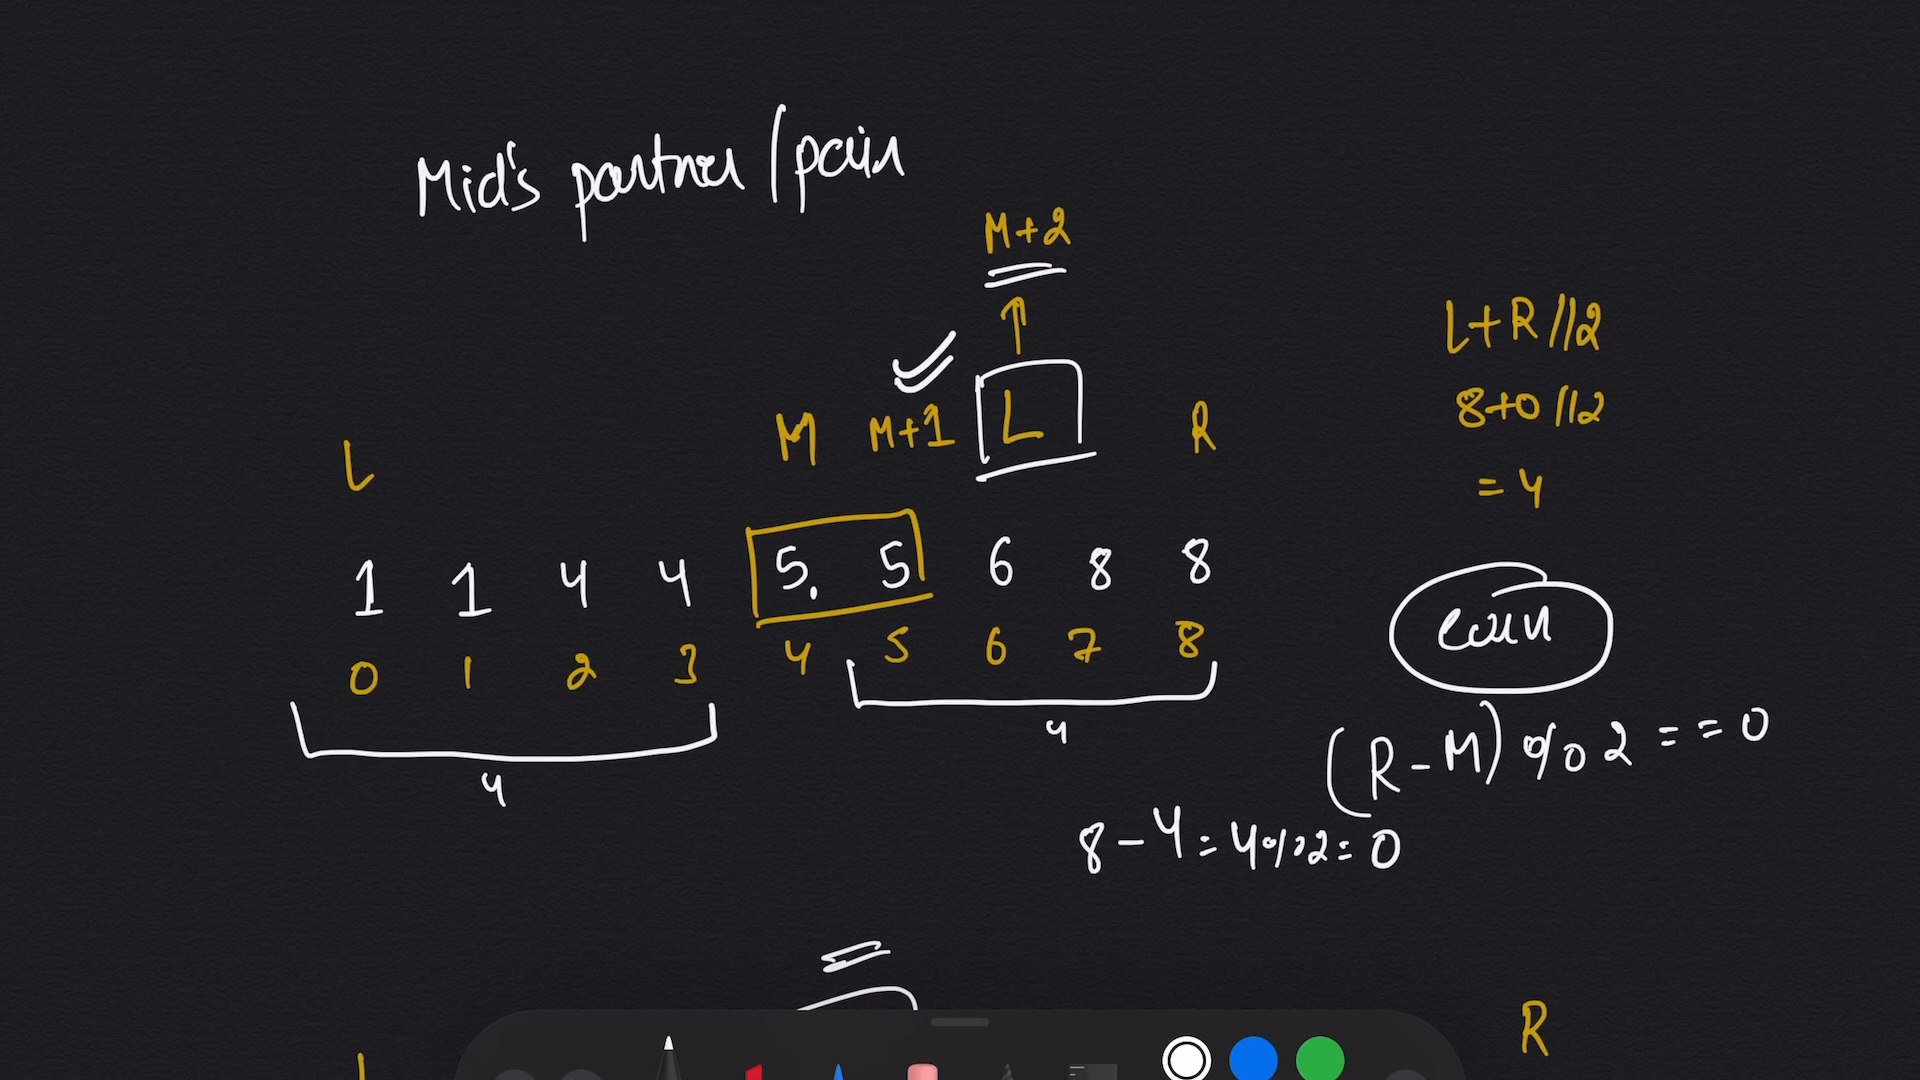 Mid's partner/pair
M+2
L+R//2
8+0//2
= 4
L M M+1 L R
1 1 4 4 5 5 6 8 8
0 1 2 3 4 5 6 7 8
4 4
even
(R-M)%2==0
8-4=4%2=0
R